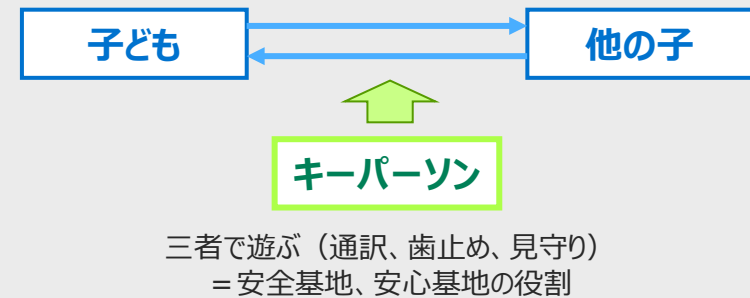 子ども
他の子
キーパーソン
三者で遊ぶ（通訳、歯止め、見守り）
＝安全基地、安心基地の役割